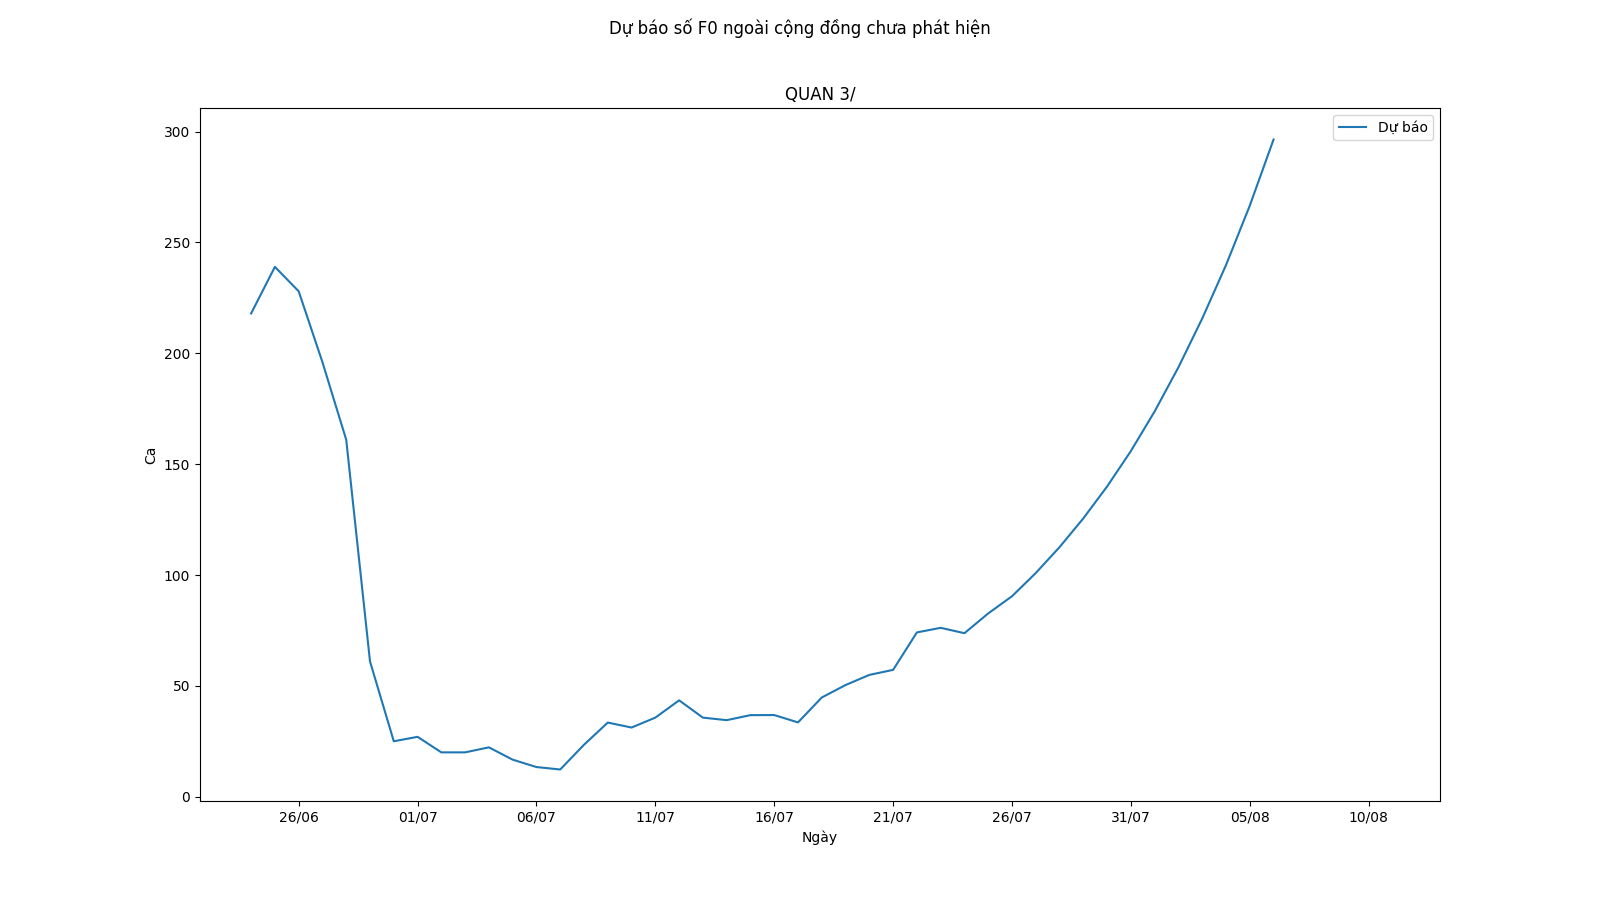 Dự báo số F0 ngoài cộng đồng chưa phát hiện
QUAN 3/
Dự báo
300
250
200
150
100
50
0
Ca
26/06 01/07 06/07 11/07 16/07 21/07 26/07 31/07 05/08 10/08
Ngày